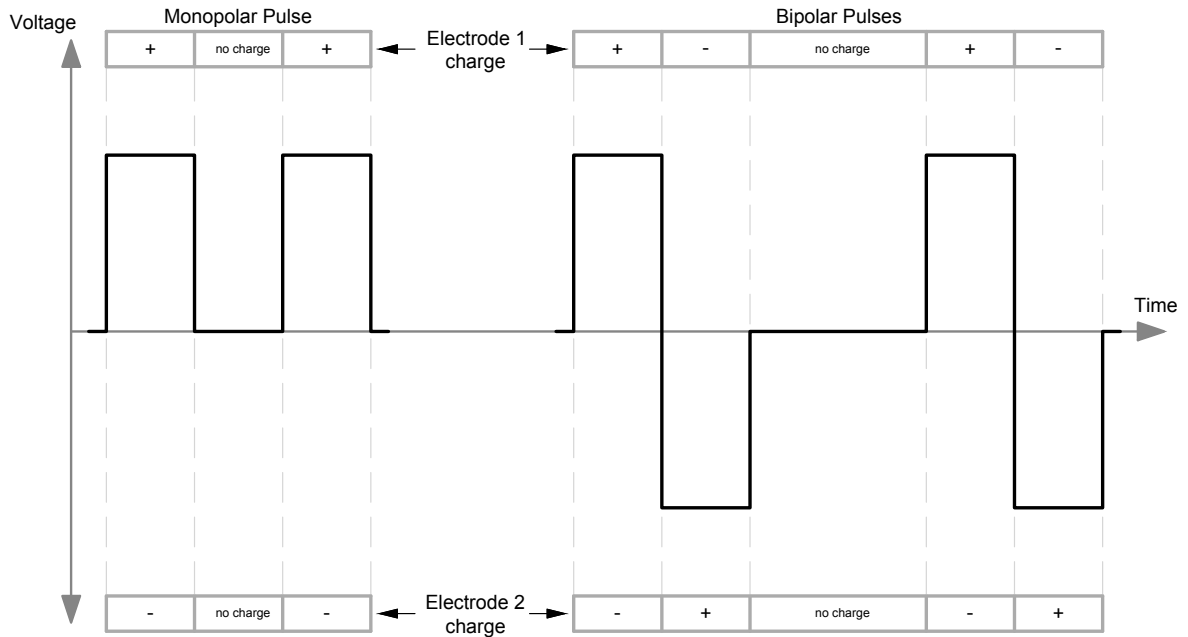 Monopolar Pulse
Bipolar Pulses
Voltage
+ no charge + Electrode 1 + - no charge + -
charge
Time
- no charge - Electrode 2 - + no charge - +
charge